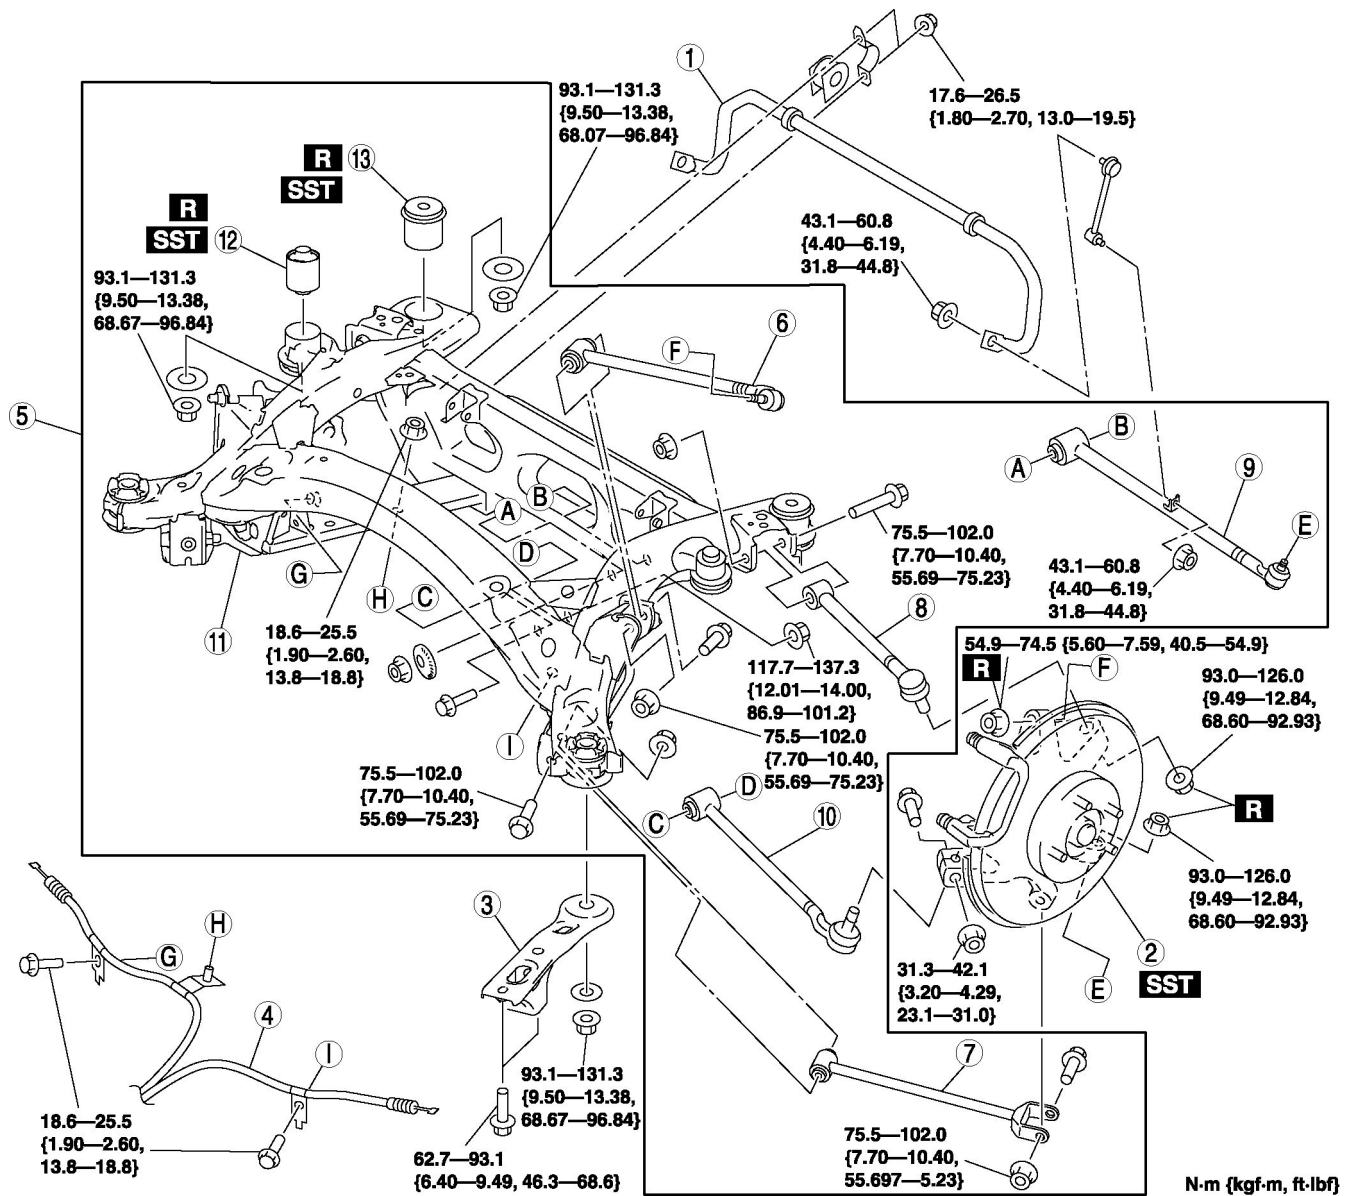 1
17.6—26.5
{1.80—2.70, 13.0—19.5}
93.1—131.3
{9.50—13.38,
68.07—96.84}
R 13
SST
R
SST 12
93.1—131.3
{9.50—13.38,
68.67—96.84}
43.1—60.8
{4.40—6.19,
31.8—44.8}
6
F
5
B
A
9
E
A
B
D
C
G
H
11
75.5—102.0
{7.70—10.40,
55.69—75.23}
43.1—60.8
{4.40—6.19,
31.8—44.8}
8
18.6—25.5
{1.90—2.60,
13.8—18.8}
54.9—74.5 {5.60—7.59, 40.5—54.9}
R
F
93.0—126.0
{9.49—12.84,
68.60—92.93}
117.7—137.3
{12.01—14.00,
86.9—101.2}
75.5—102.0
{7.70—10.40,
55.69—75.23}
I
75.5—102.0
{7.70—10.40,
55.69—75.23}
D
C
10
R
93.0—126.0
{9.49—12.84,
68.60—92.93}
2
SST
31.3—42.1
{3.20—4.29,
23.1—31.0}
E
3
H
G
4
I
7
93.1—131.3
{9.50—13.38,
68.67—96.84}
18.6—25.5
{1.90—2.60,
13.8—18.8}
62.7—93.1
{6.40—9.49, 46.3—68.6}
75.5—102.0
{7.70—10.40,
55.697—5.23}
N·m {kgf·m, ft·lbf}